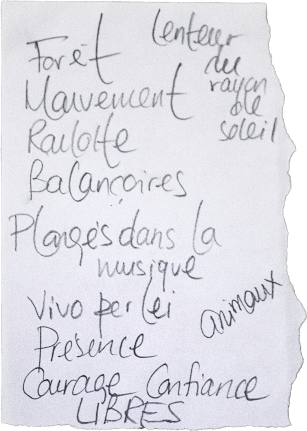 Forêt
Mouvement
Roulotte
Balançoires
Plongés dans la
musique
Vivo per lei
Présence
Courage Confiance
LIBRES
Lenteur
du
rayon
de
soleil
animaux